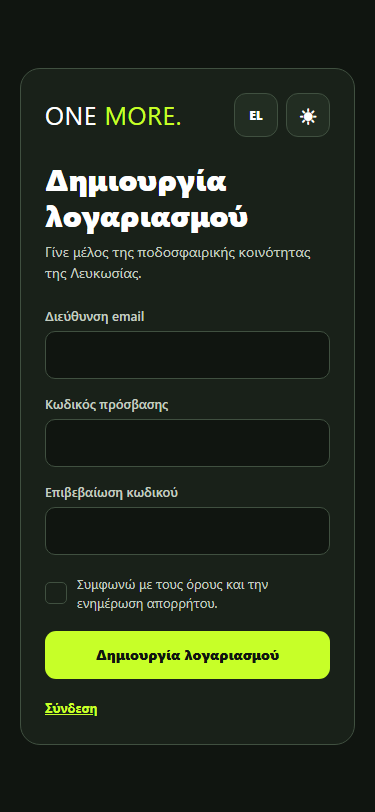 ONE MORE.
EL
Δημιουργία
λογαριασμού
Γίνε μέλος της ποδοσφαιρικής κοινότητας
της Λευκωσίας.
Διεύθυνση email
Κωδικός πρόσβασης
Επιβεβαίωση κωδικού
Συμφωνώ με τους όρους και την
ενημέρωση απορρήτου.
Δημιουργία λογαριασμού
Σύνδεση